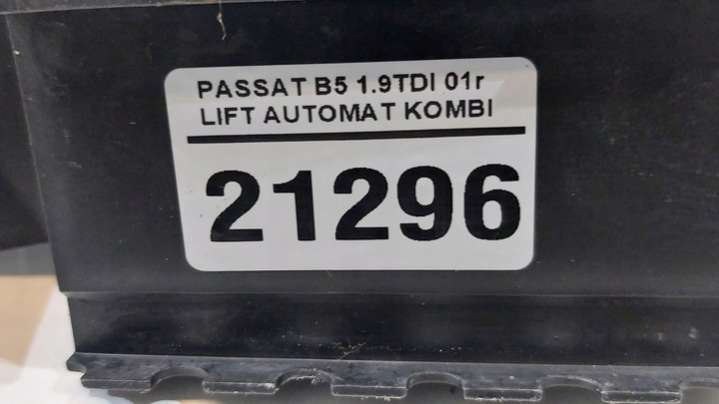 PASSAT B5 1.9TDI 01r
LIFT AUTOMAT KOMBI
21296